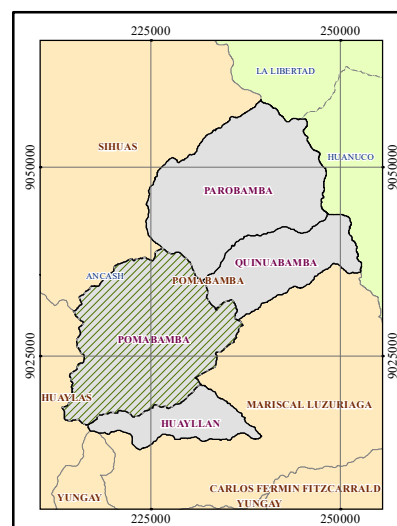 225000 250000
LA LIBERTAD
SIHUAS
HUANUCO
9050000 9050000
PAROBAMBA
QUINUABAMBA
ANCASH
POMABAMBA
POMABAMBA
9025000 9025000
HUAYLAS
MARISCAL LUZURIAGA
HUAYLLAN
CARLOS FERMIN FITZCARRALD
YUNGAY
YUNGAY
225000 250000